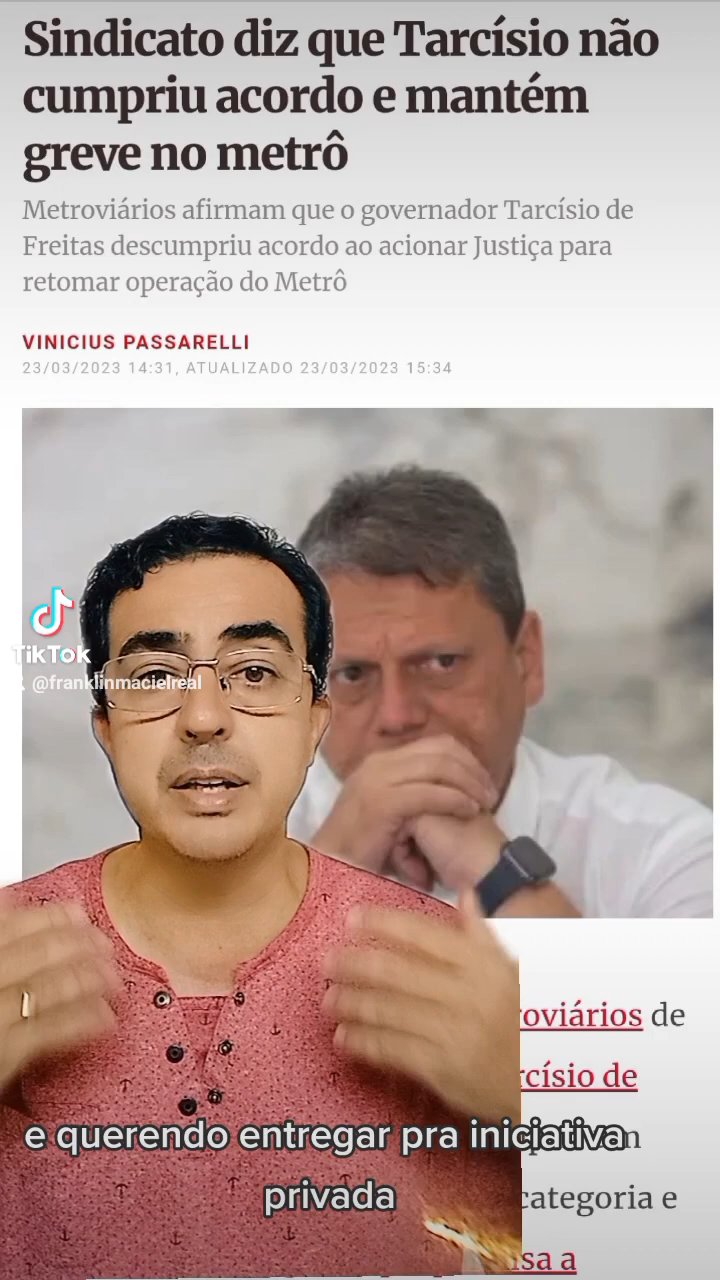 Sindicato diz que Tarcísio não
cumpriu acordo e mantém
greve no metrô
Metroviários afirmam que o governador Tarcísio de
Freitas descumpriu acordo ao acionar Justiça para
retomar operação do Metrô
VINICIUS PASSARELLI
23/03/2023 14:31, ATUALIZADO 23/03/2023 15:34
TikTok
@franklinmacielreal
oviários de
rcísio de
e querendo entregar pra iniciativa
privada
categoria e
sa a